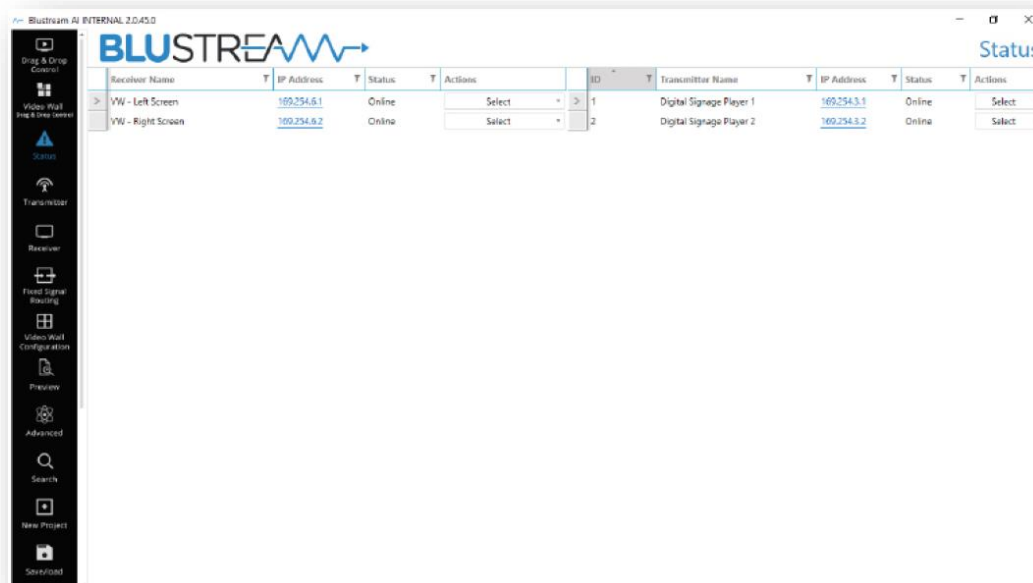 Blustream AI INTERNAL 2.0.45.0
BLUSTREAM
Status
Drag & Drop
Control
Video Wall
Drag & Drop Control
Status
Transmitter
Receiver
Fixed Signal
Routing
Video Wall
Configuration
Preview
Advanced
Search
New Project
Save/load
Receiver Name IP Address Status Actions ID Transmitter Name IP Address Status Actions
VW - Left Screen 169.254.6.1 Online Select 1 Digital Signage Player 1 169.254.3.1 Online Select
VW - Right Screen 169.254.6.2 Online Select 2 Digital Signage Player 2 169.254.3.2 Online Select